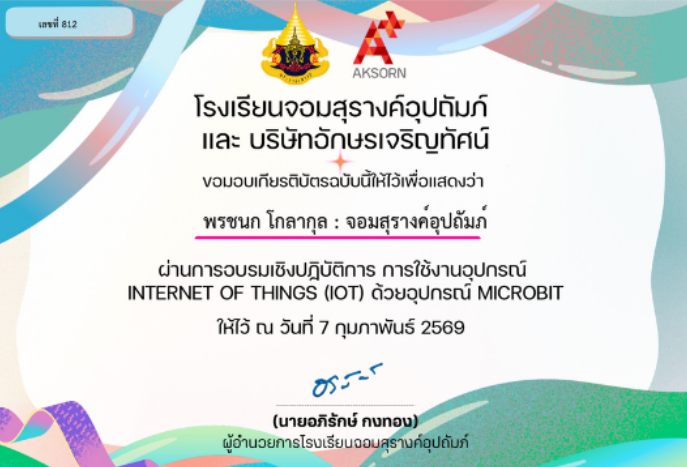 เลขที่ 812
AKSORN
โรงเรียนจอมสุรางค์อุปถัมภ์
และ บริษัทอักษรเจริญทัศน์
ขอมอบเกียรติบัตรฉบับนี้ให้ไว้เพื่อแสดงว่า
พรชนก โกลากุล : จอมสุรางค์อุปถัมภ์
ผ่านการอบรมเชิงปฏิบัติการ การใช้งานอุปกรณ์
INTERNET OF THINGS (IOT) ด้วยอุปกรณ์ MICROBIT
ให้ไว้ ณ วันที่ 7 กุมภาพันธ์ 2569
(นายอภิรักษ์ กงทอง)
ผู้อำนวยการโรงเรียนจอมสุรางค์อุปถัมภ์